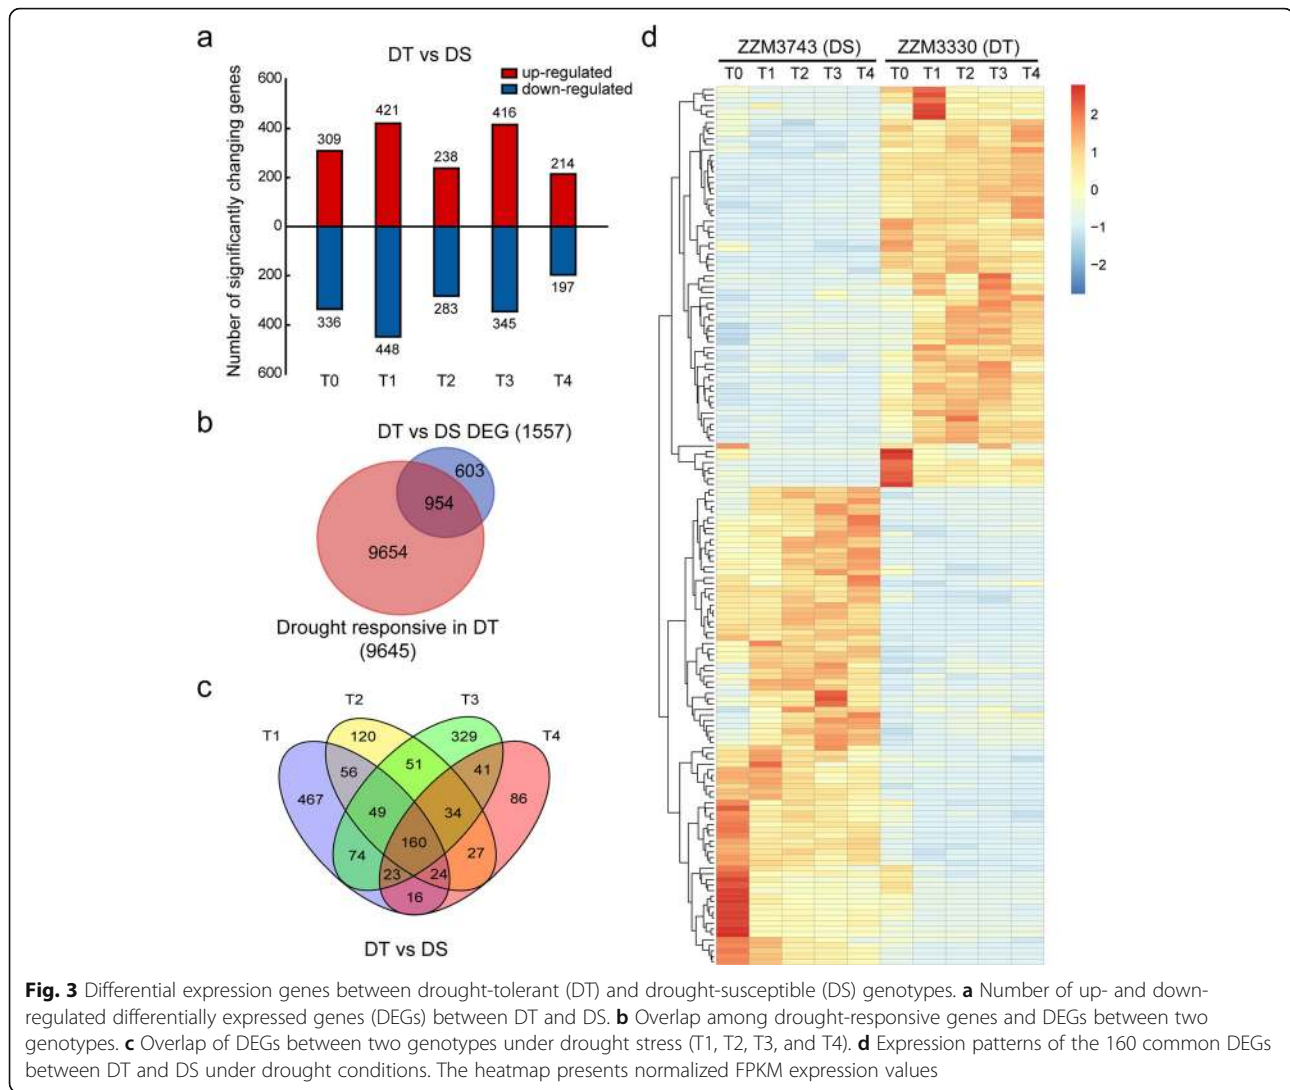 a
DT vs DS
up-regulated
down-regulated
Number of significantly changing genes
600
400
200
0
200
400
600
309
421
238
416
214
336
448
283
345
197
T0 T1 T2 T3 T4
b
DT vs DS DEG (1557)
603
954
9654
Drought responsive in DT
(9645)
c
T1
T2
T3
T4
120
329
56
51
41
467
49
34
86
160
74
27
23
24
16
DT vs DS
d
ZZM3743 (DS) ZZM3330 (DT)
T0 T1 T2 T3 T4 T0 T1 T2 T3 T4
2
1
0
−1
−2
Fig. 3 Differential expression genes between drought-tolerant (DT) and drought-susceptible (DS) genotypes. a Number of up- and down-
regulated differentially expressed genes (DEGs) between DT and DS. b Overlap among drought-responsive genes and DEGs between two
genotypes. c Overlap of DEGs between two genotypes under drought stress (T1, T2, T3, and T4). d Expression patterns of the 160 common DEGs
between DT and DS under drought conditions. The heatmap presents normalized FPKM expression values